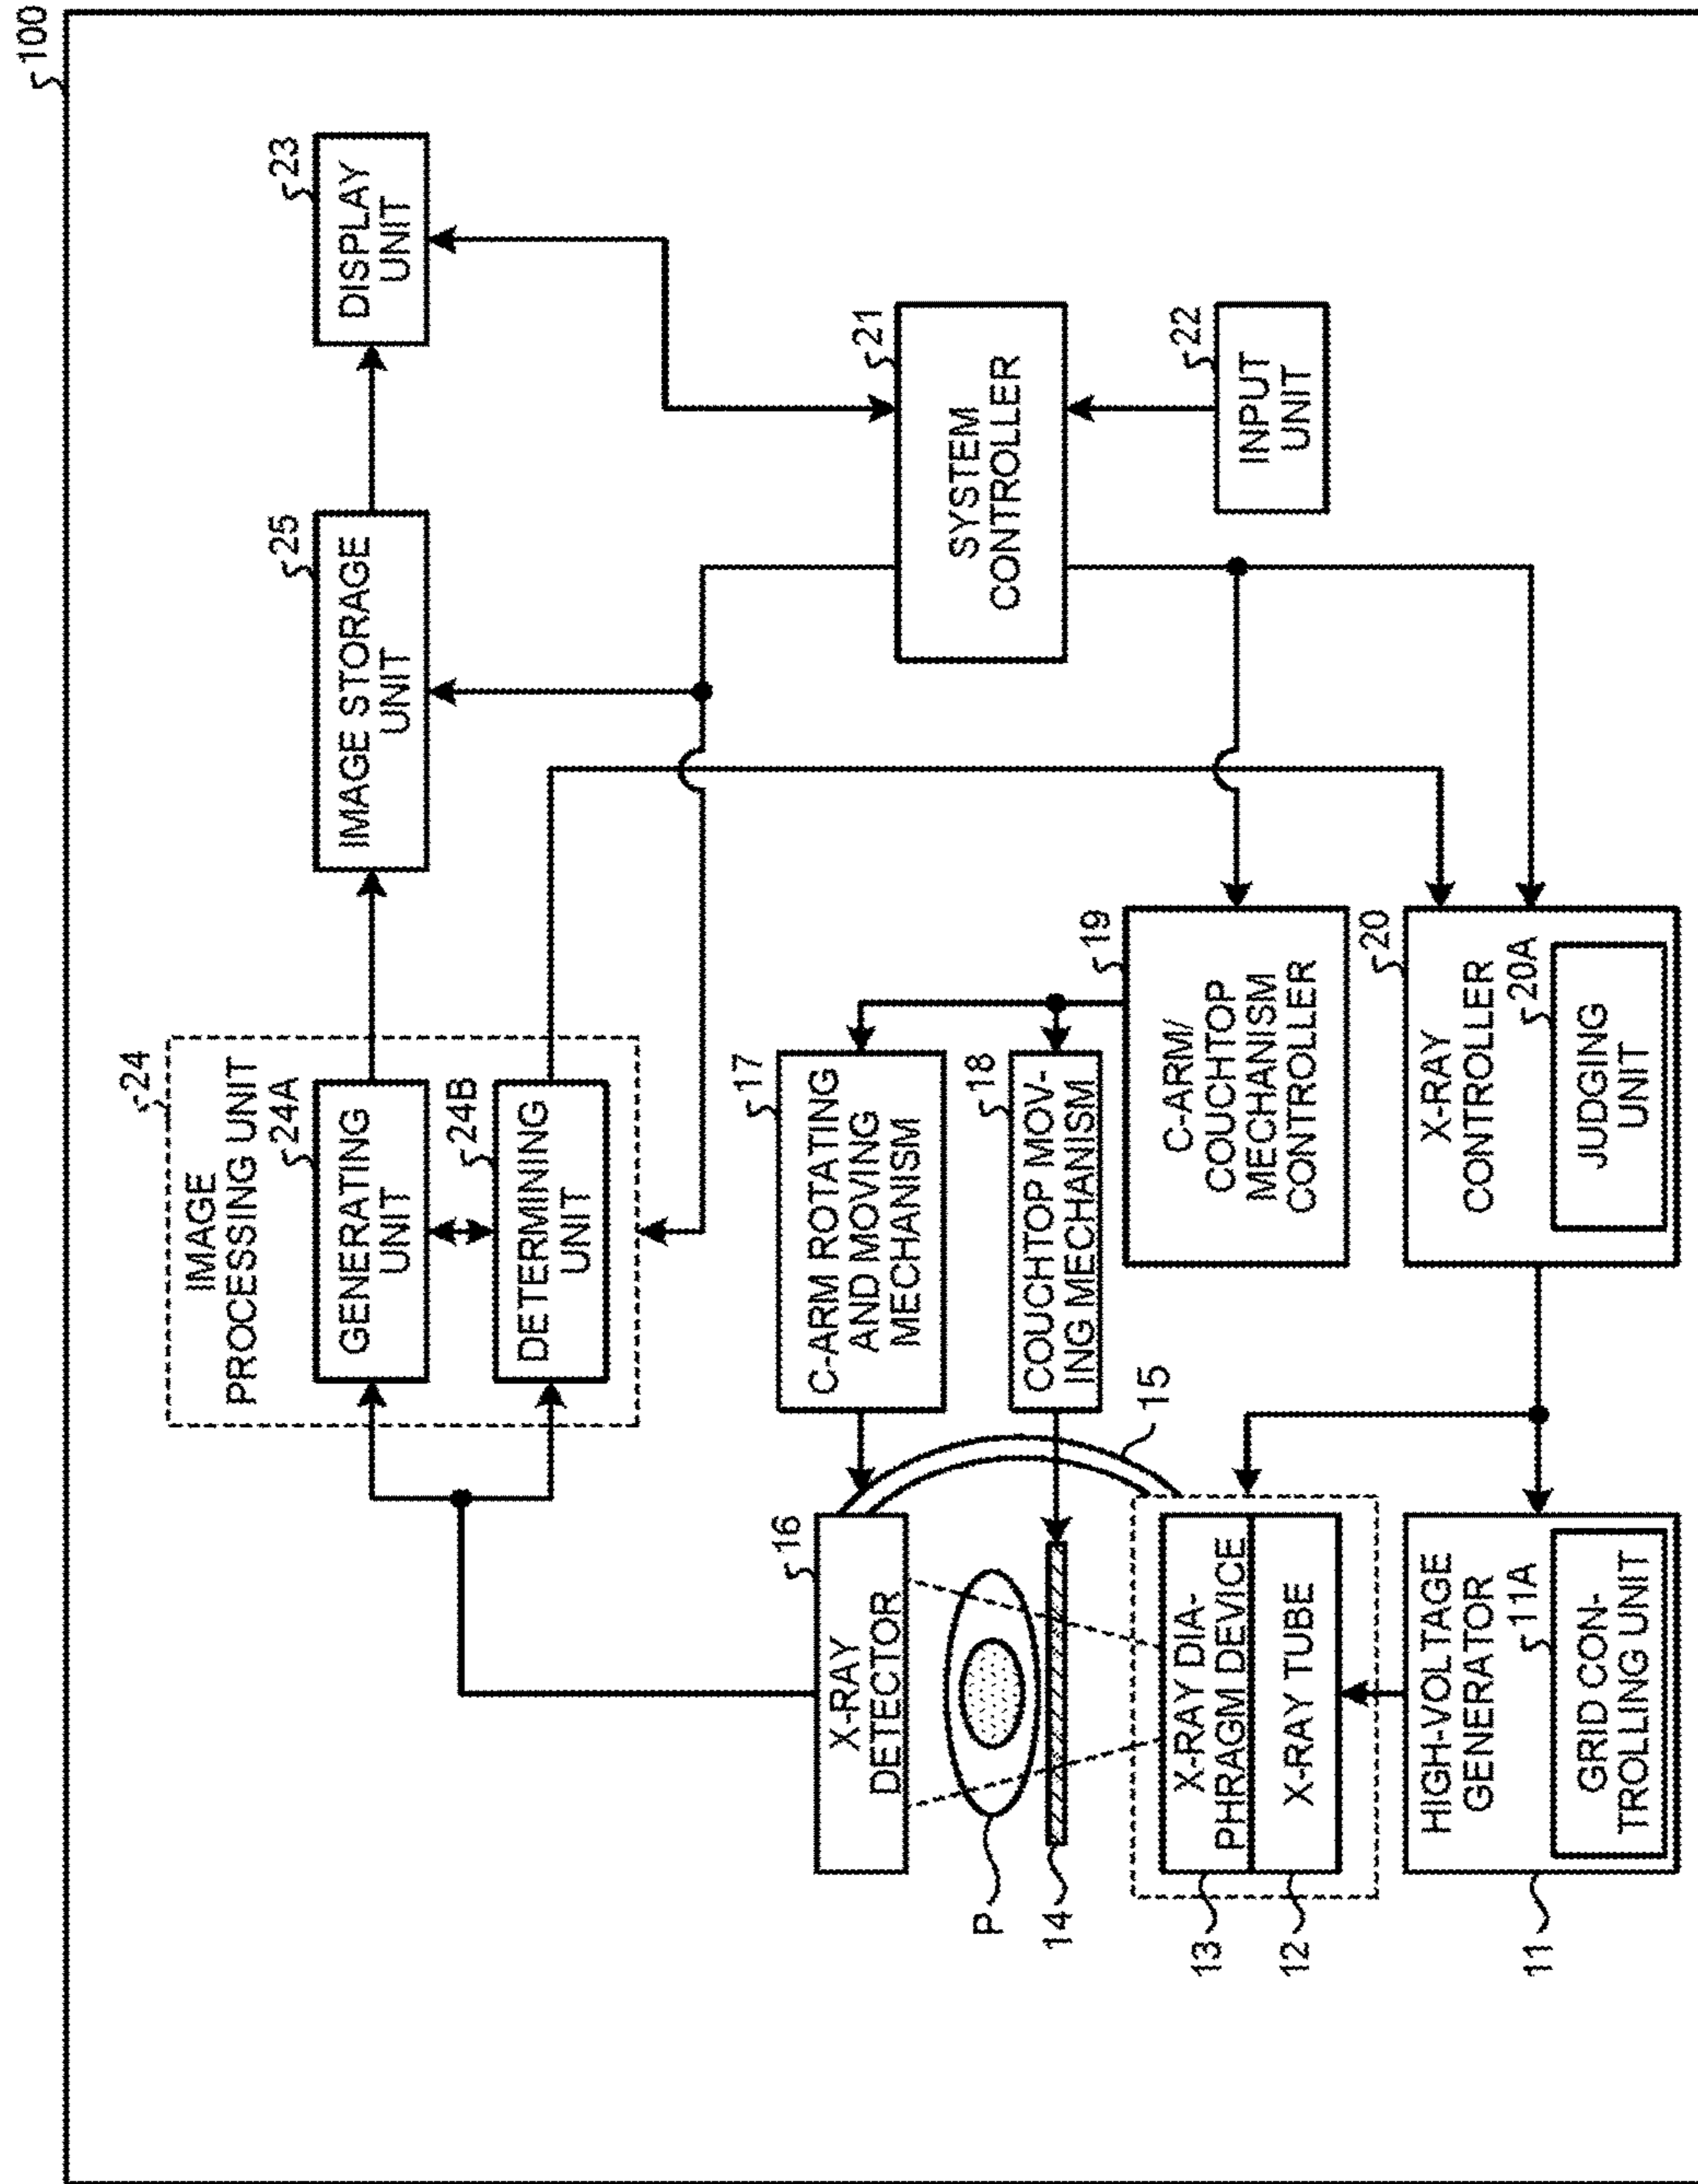 100
24
IMAGE
PROCESSING UNIT
24A
GENERATING
UNIT
24B
DETERMINING
UNIT
25
IMAGE STORAGE
UNIT
23
DISPLAY
UNIT
16
X-RAY
DETECTOR
P
14
15
17
C-ARM ROTATING
AND MOVING
MECHANISM
18
COUCHTOP MOV-
ING MECHANISM
19
C-ARM/
COUCHTOP
MECHANISM
CONTROLLER
21
SYSTEM
CONTROLLER
22
INPUT
UNIT
13
X-RAY DIA-
PHRAGM DEVICE
12
X-RAY TUBE
11
HIGH-VOLTAGE
GENERATOR
11A
GRID CON-
TROLLING UNIT
20
X-RAY
CONTROLLER
20A
JUDGING
UNIT